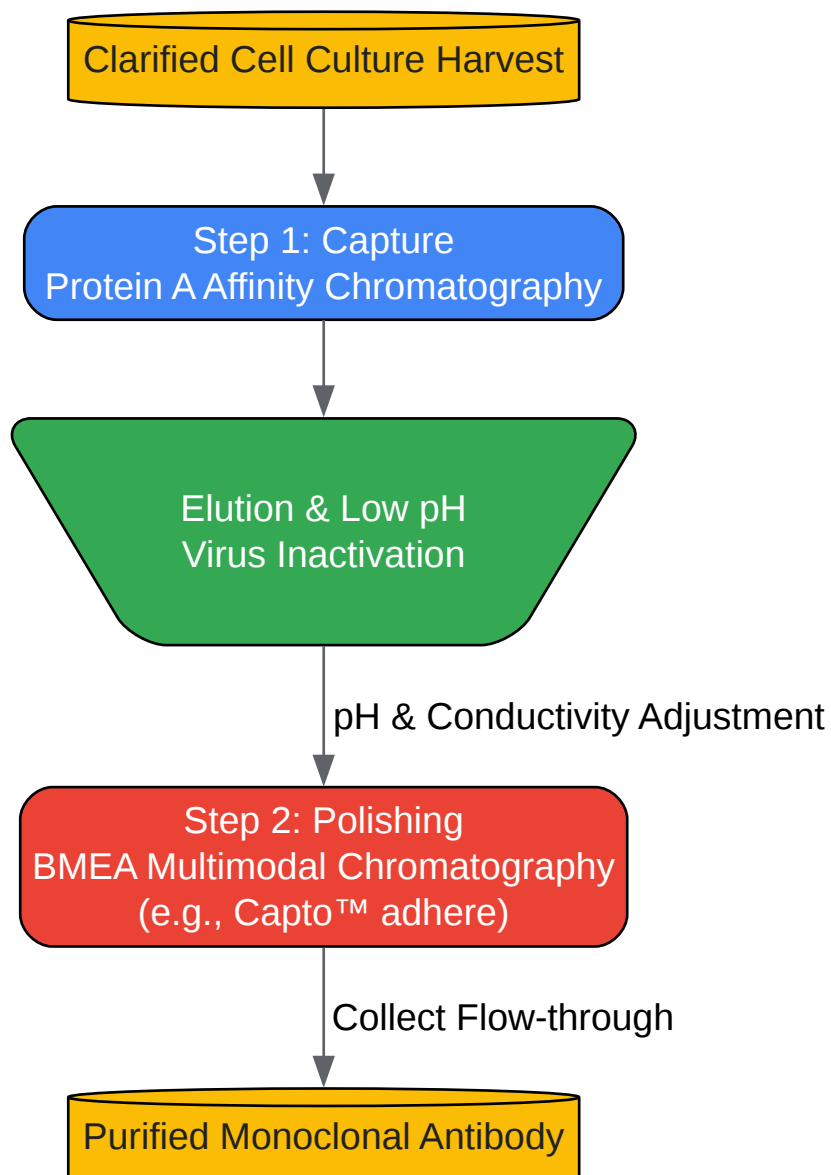 Clarified Cell Culture Harvest
Step 1: Capture
Protein A Affinity Chromatography
Elution & Low pH
Virus Inactivation
pH & Conductivity Adjustment
Step 2: Polishing
BMEA Multimodal Chromatography
(e.g., Capto™ adhere)
Collect Flow-through
Purified Monoclonal Antibody